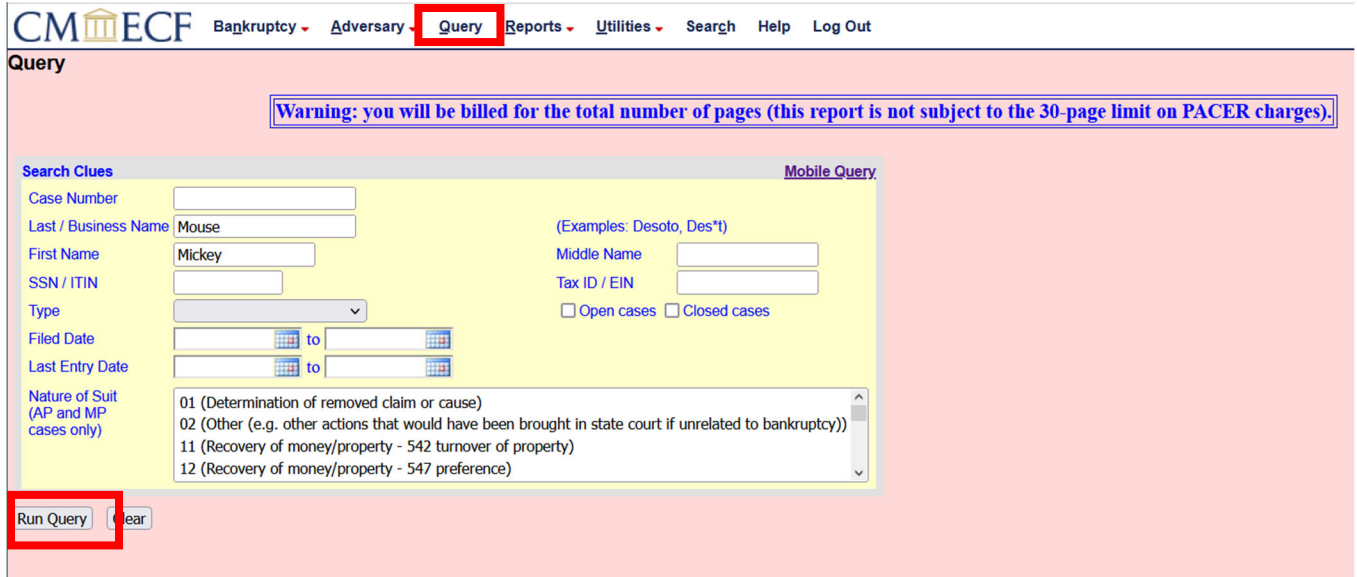 CM ECF Bankruptcy Adversary Query Reports Utilities Search Help Log Out
Query
Warning: you will be billed for the total number of pages (this report is not subject to the 30-page limit on PACER charges).
Search Clues Mobile Query
Case Number
Last / Business Name Mouse (Examples: Desoto, Des*t)
First Name Mickey Middle Name
SSN / ITIN Tax ID / EIN
Type Open cases Closed cases
Filed Date to
Last Entry Date to
Nature of Suit
(AP and MP
cases only)
01 (Determination of removed claim or cause)
02 (Other (e.g. other actions that would have been brought in state court if unrelated to bankruptcy))
11 (Recovery of money/property - 542 turnover of property)
12 (Recovery of money/property - 547 preference)
Run Query Clear